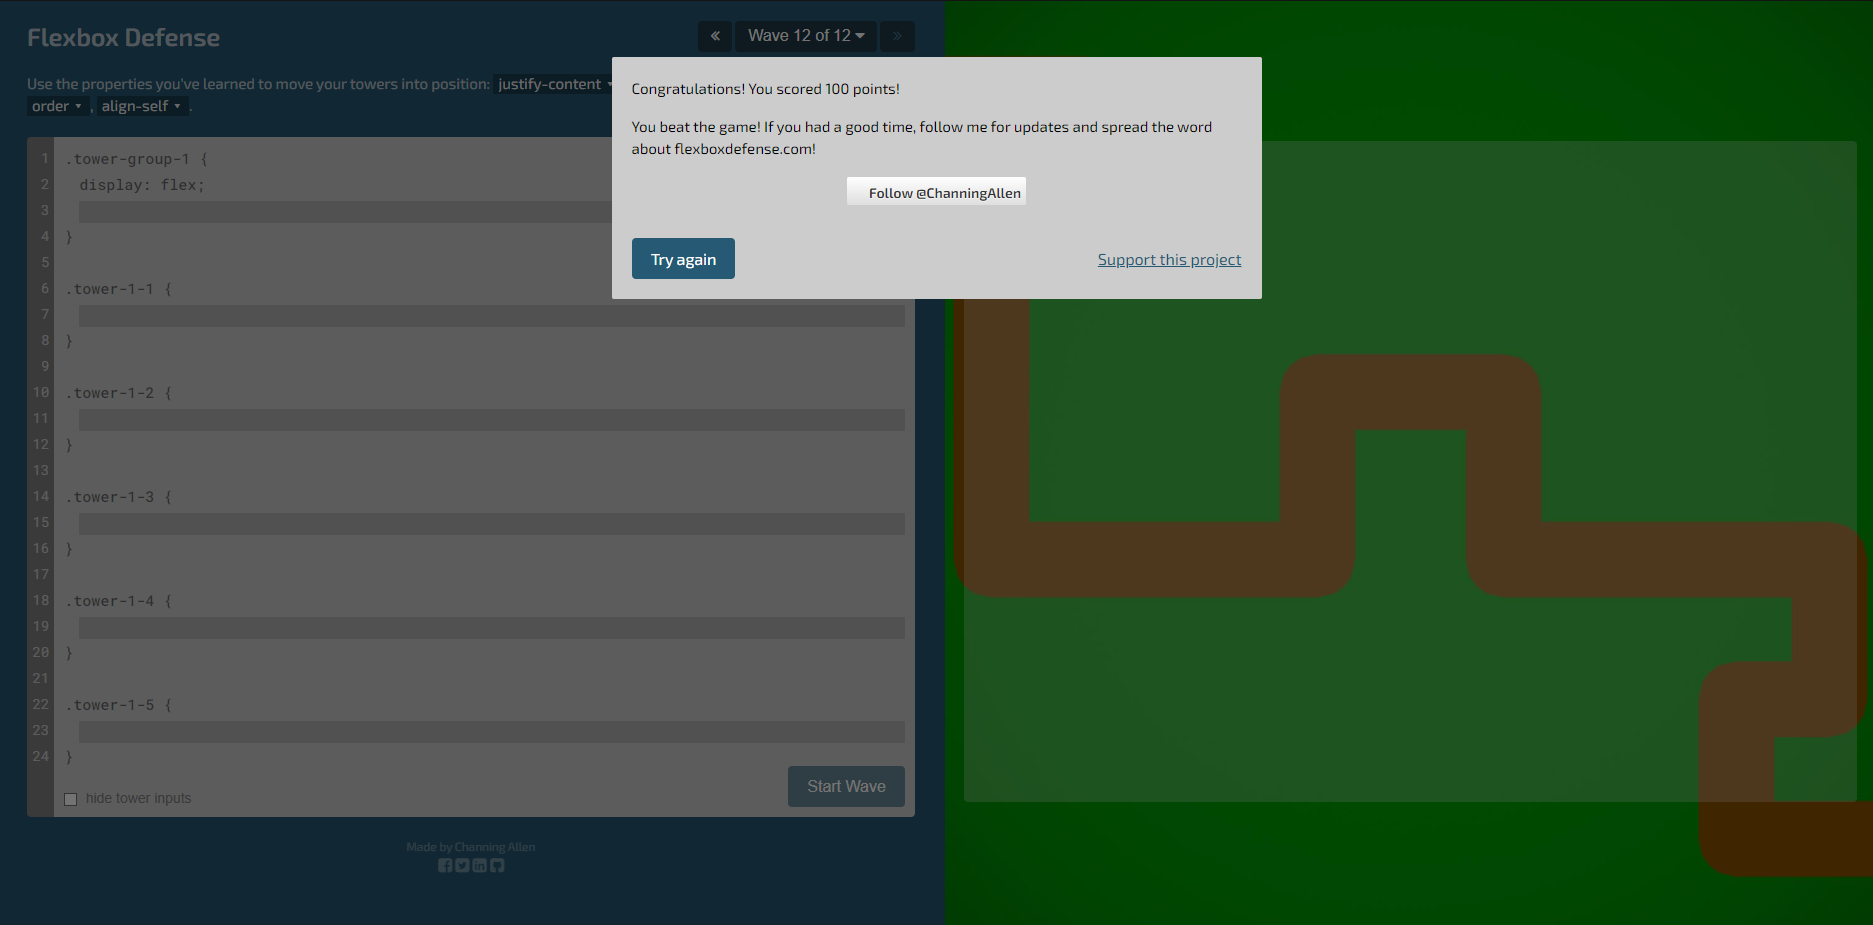 Flexbox Defense
« Wave 12 of 12 »
Use the properties you've learned to move your towers into position: justify-content
order , align-self .
Congratulations! You scored 100 points!
You beat the game! If you had a good time, follow me for updates and spread the word
about flexboxdefense.com!
Follow @ChanningAllen
Try again
Support this project
1 .tower-group-1 {
2 display: flex;
3
4 }
5
6 .tower-1-1 {
7
8 }
9
10 .tower-1-2 {
11
12 }
13
14 .tower-1-3 {
15
16 }
17
18 .tower-1-4 {
19
20 }
21
22 .tower-1-5 {
23
24 }
hide tower inputs
Start Wave
Made by Channing Allen